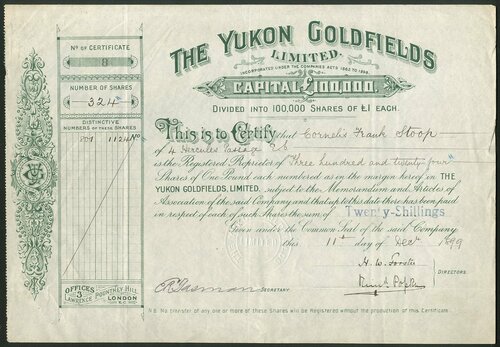 THE YUKON GOLDFIELDS
LIMITED.
INCORPORATED UNDER THE COMPANIES ACTS 1862 TO 1898.
CAPITAL £100,000.
DIVIDED INTO 100,000 SHARES OF £1 EACH.
No OF CERTIFICATE
8
NUMBER OF SHARES
324
DISTINCTIVE
NUMBERS OF THESE SHARES
801 1124
This is to Certify that Cornelis Frank Stoop
of 4 Hercules Passage E.C
is the Registered Proprietor of Three hundred and twenty four
Shares of One Pound each numbered as in the margin hereof in THE
YUKON GOLDFIELDS, LIMITED, subject to the Memorandum and Articles of
Association of the said Company and that up to this date there has been paid
in respect of each of such Shares the sum of Twenty-Shillings
Given under the Common Seal of the said Company
this 11th day of Decr 1899
H. W. Forster
DIRECTORS.
SECRETARY.
OFFICES
3
LAWRENCE POUNTNEY HILL
LONDON
E.C.
N.B. No transfer of any one or more of these Shares will be Registered without the production of this Certificate.